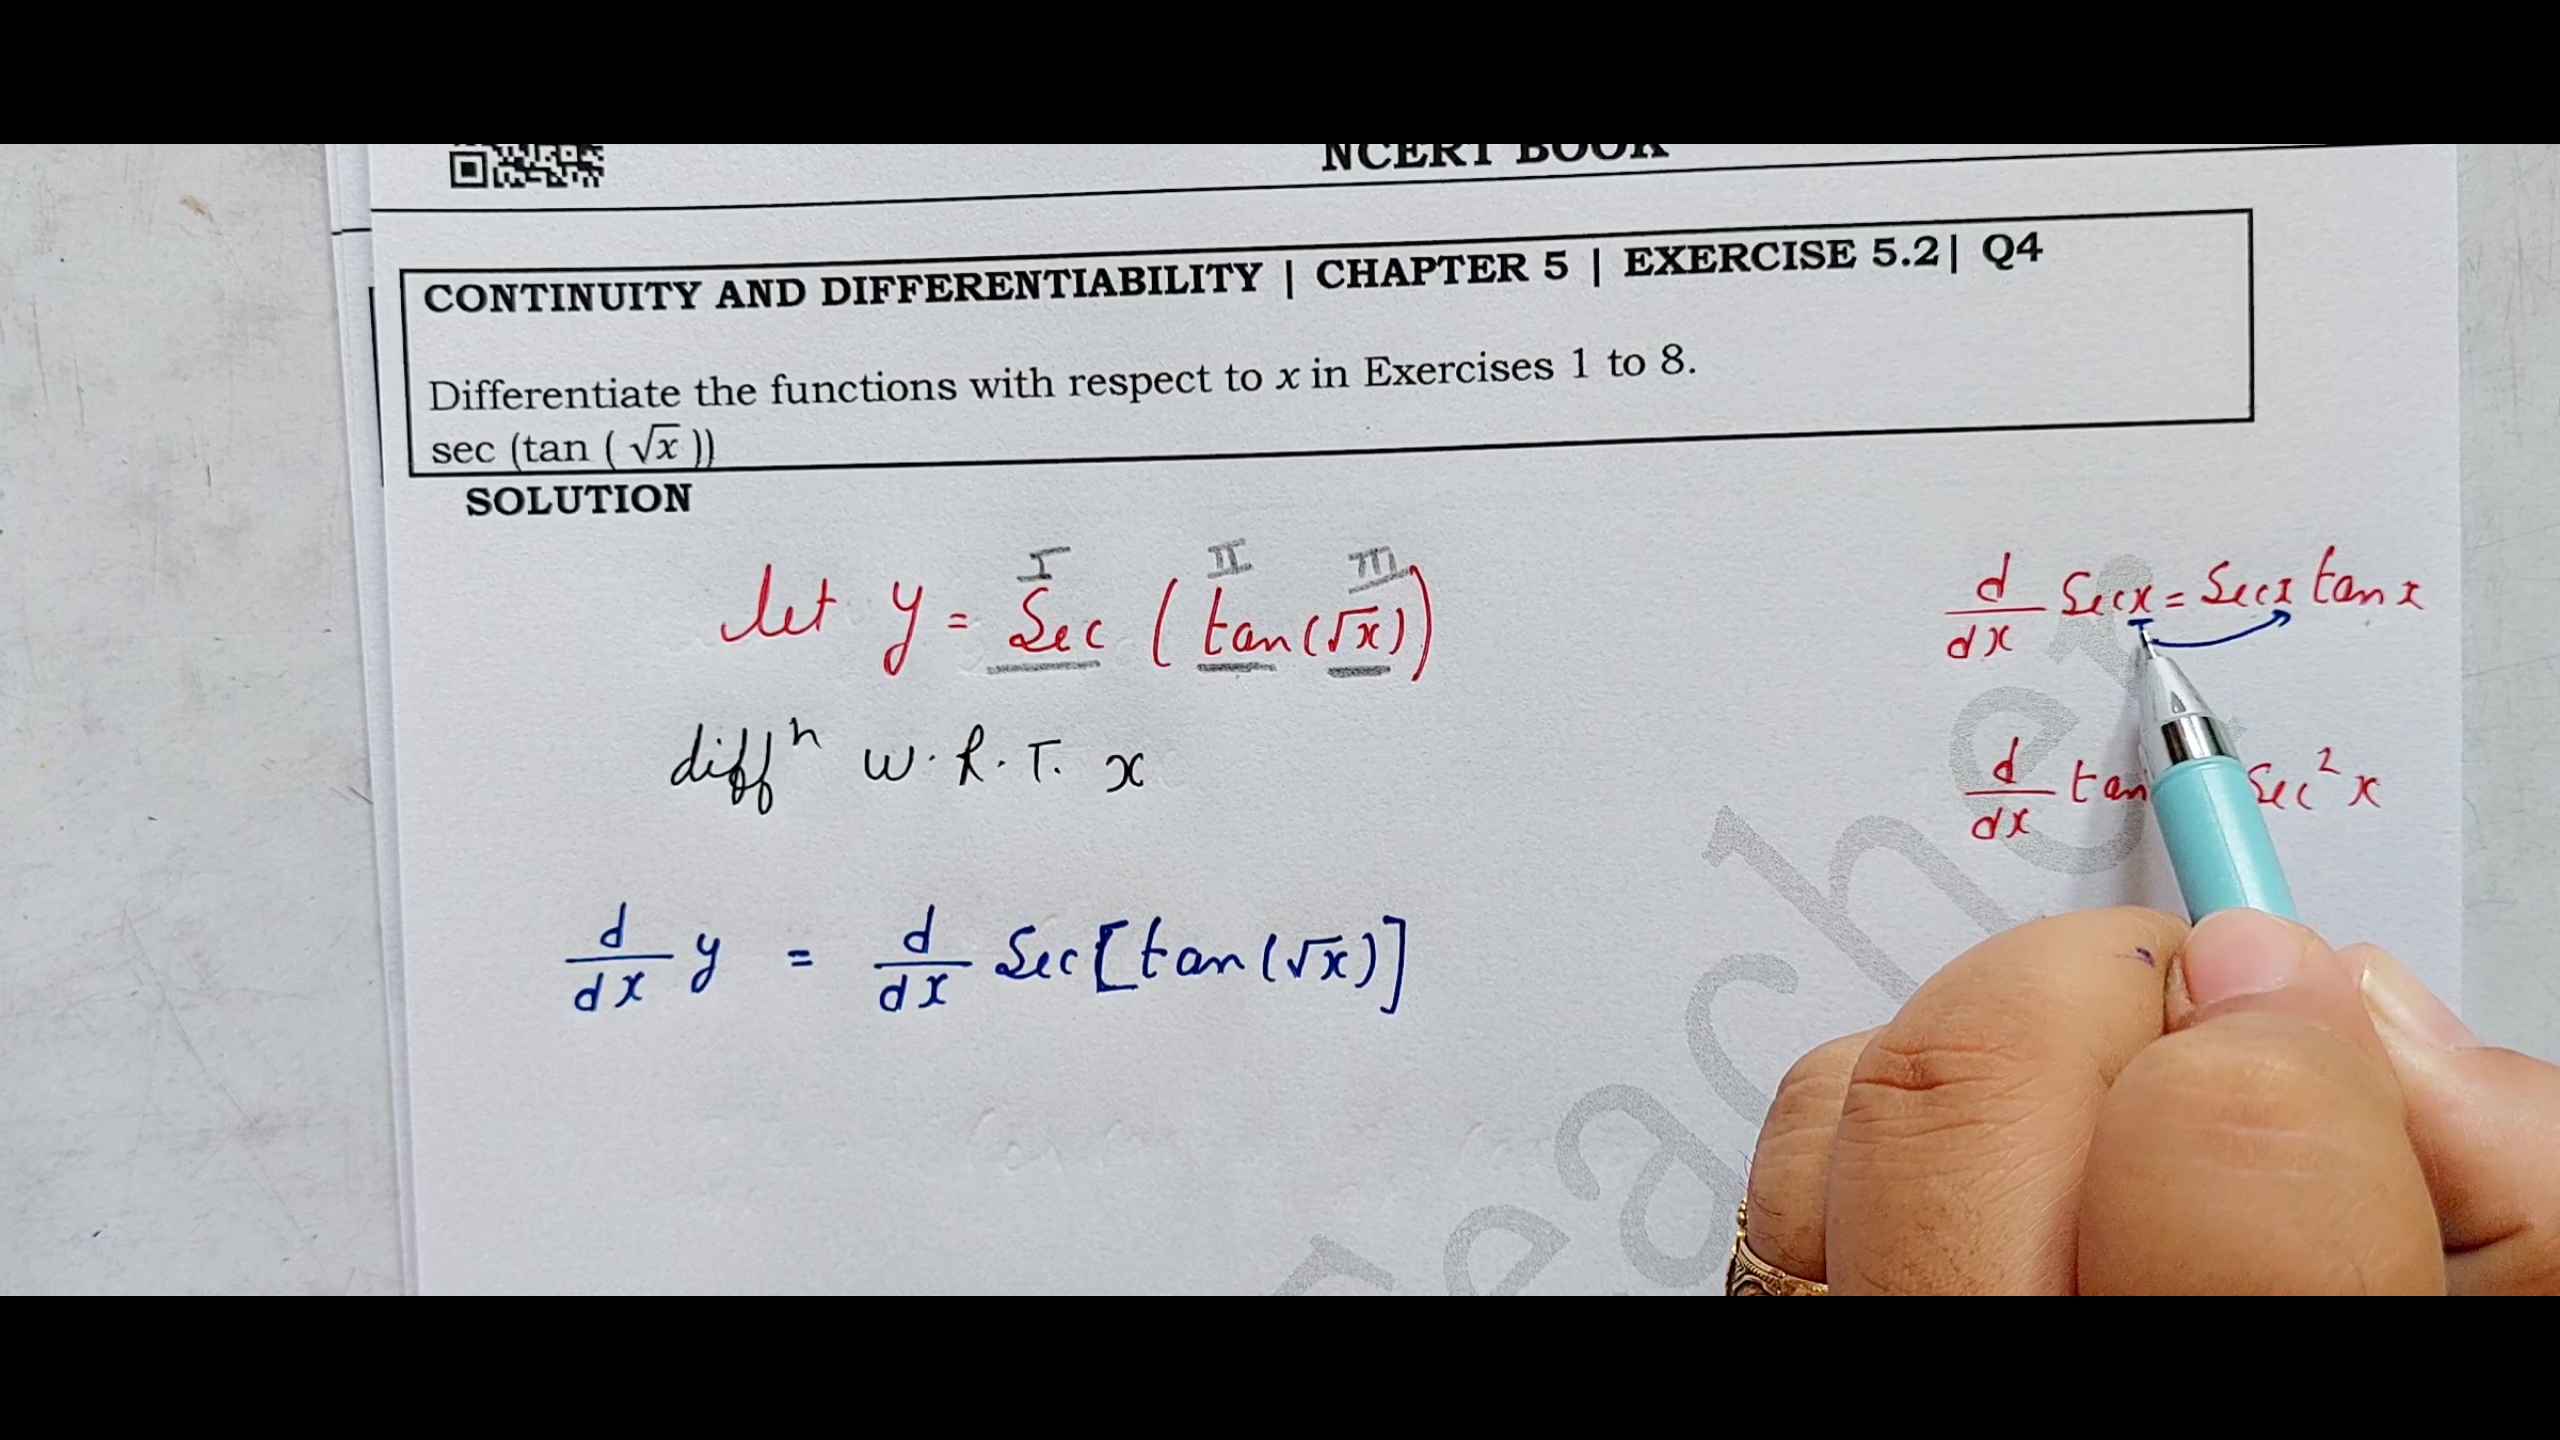 NCERT BOOK
CONTINUITY AND DIFFERENTIABILITY | CHAPTER 5 | EXERCISE 5.2| Q4
Differentiate the functions with respect to x in Exercises 1 to 8.
sec (tan ( √x ))
SOLUTION
I II III
let y = Sec ( tan(√x))
d/dx Secx = Secx tan x
diffⁿ W.R.T. x
d/dx tan Sec² x
d/dx y = d/dx Sec[tan(√x)]